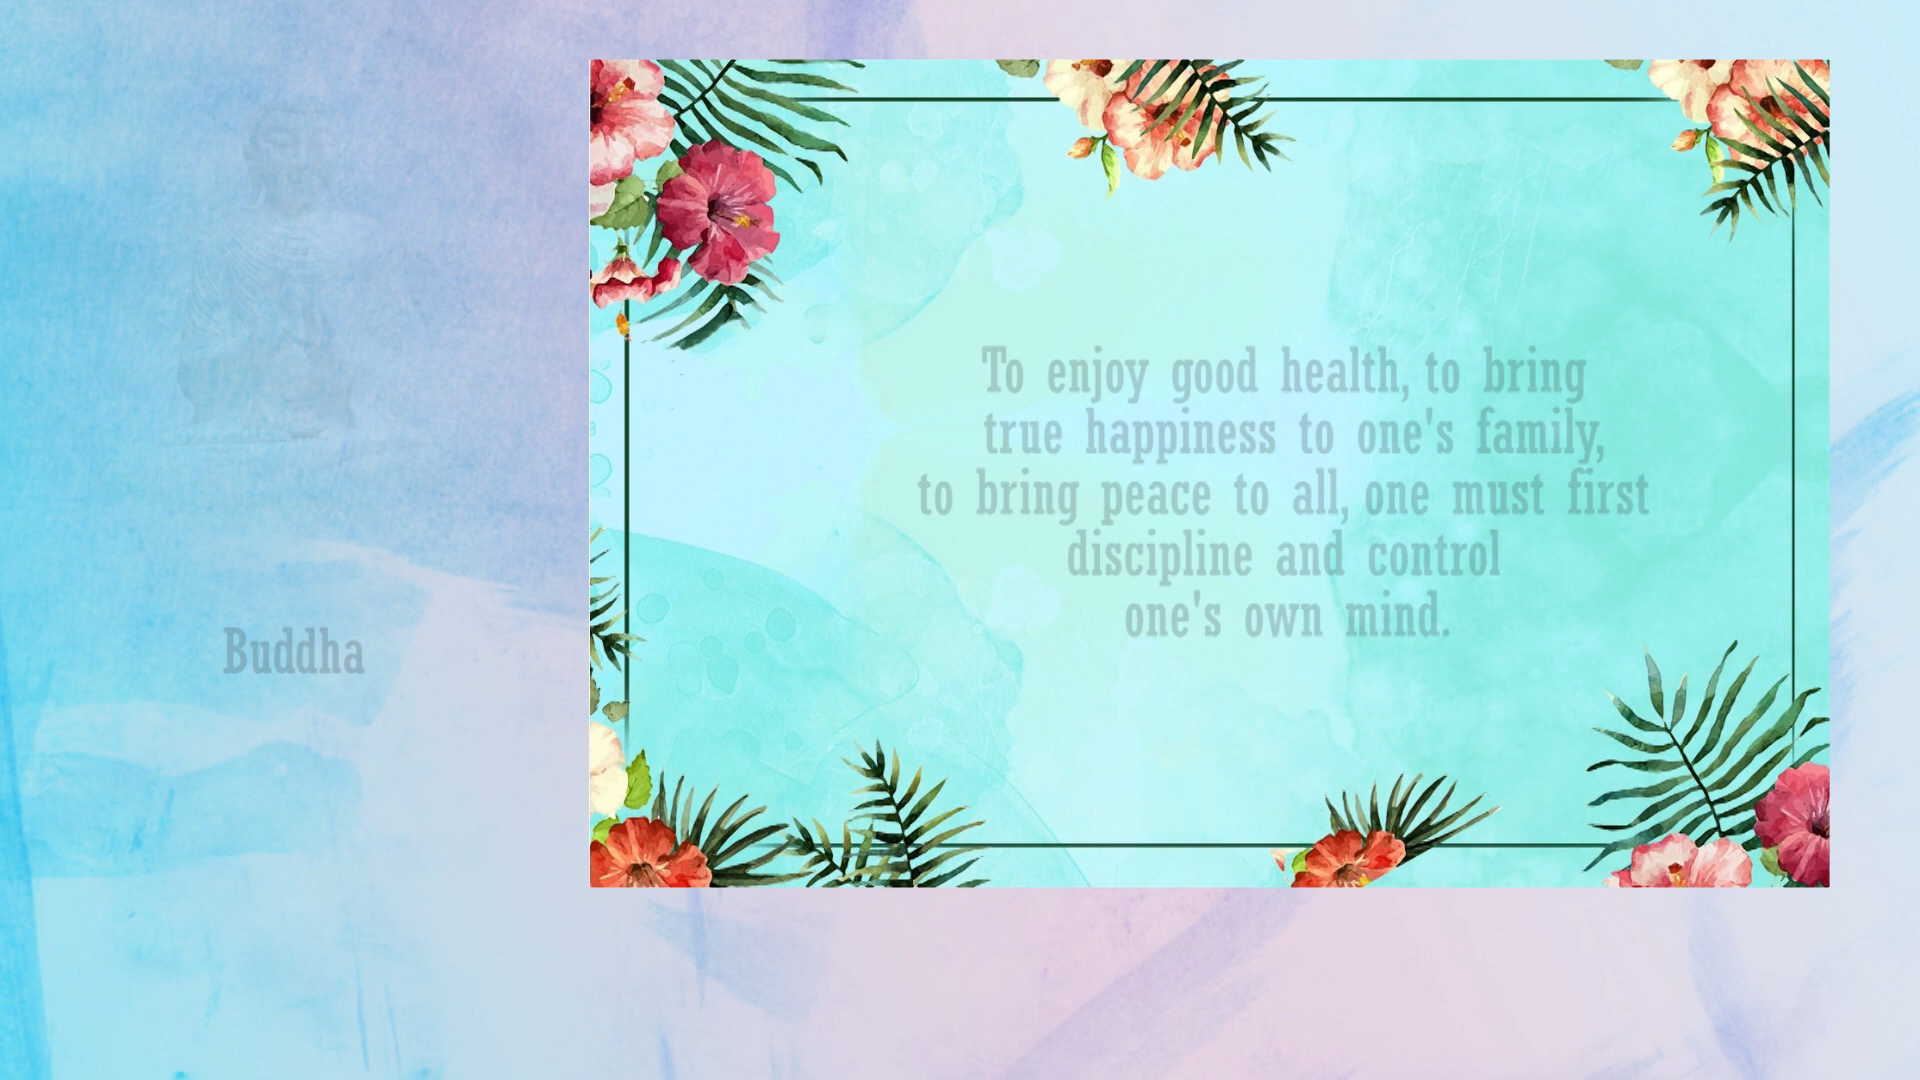 To enjoy good health, to bring
true happiness to one's family,
to bring peace to all, one must first
discipline and control
one's own mind.
Buddha